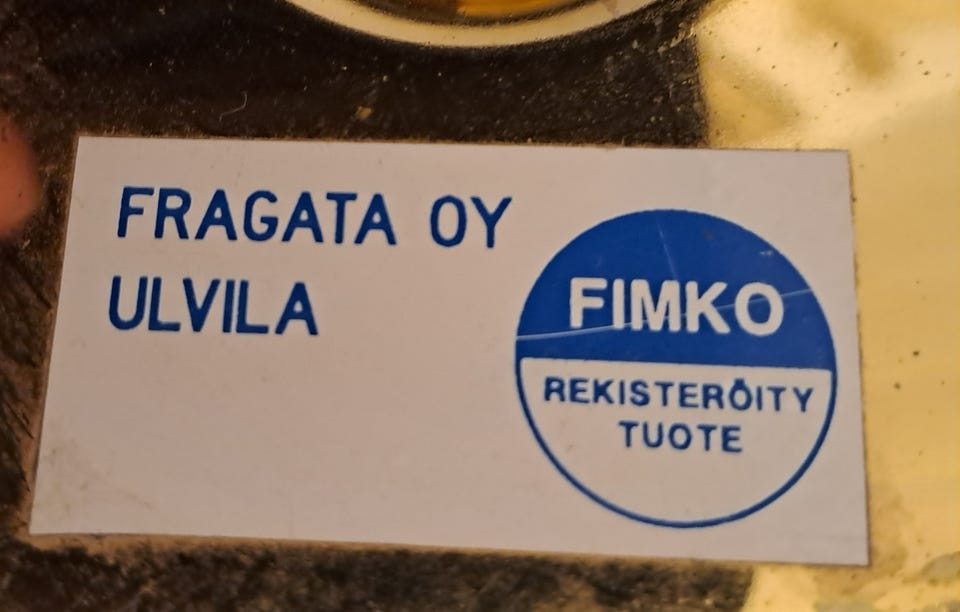 FRAGATA OY
ULVILA
FIMKO
REKISTERÖITY
TUOTE